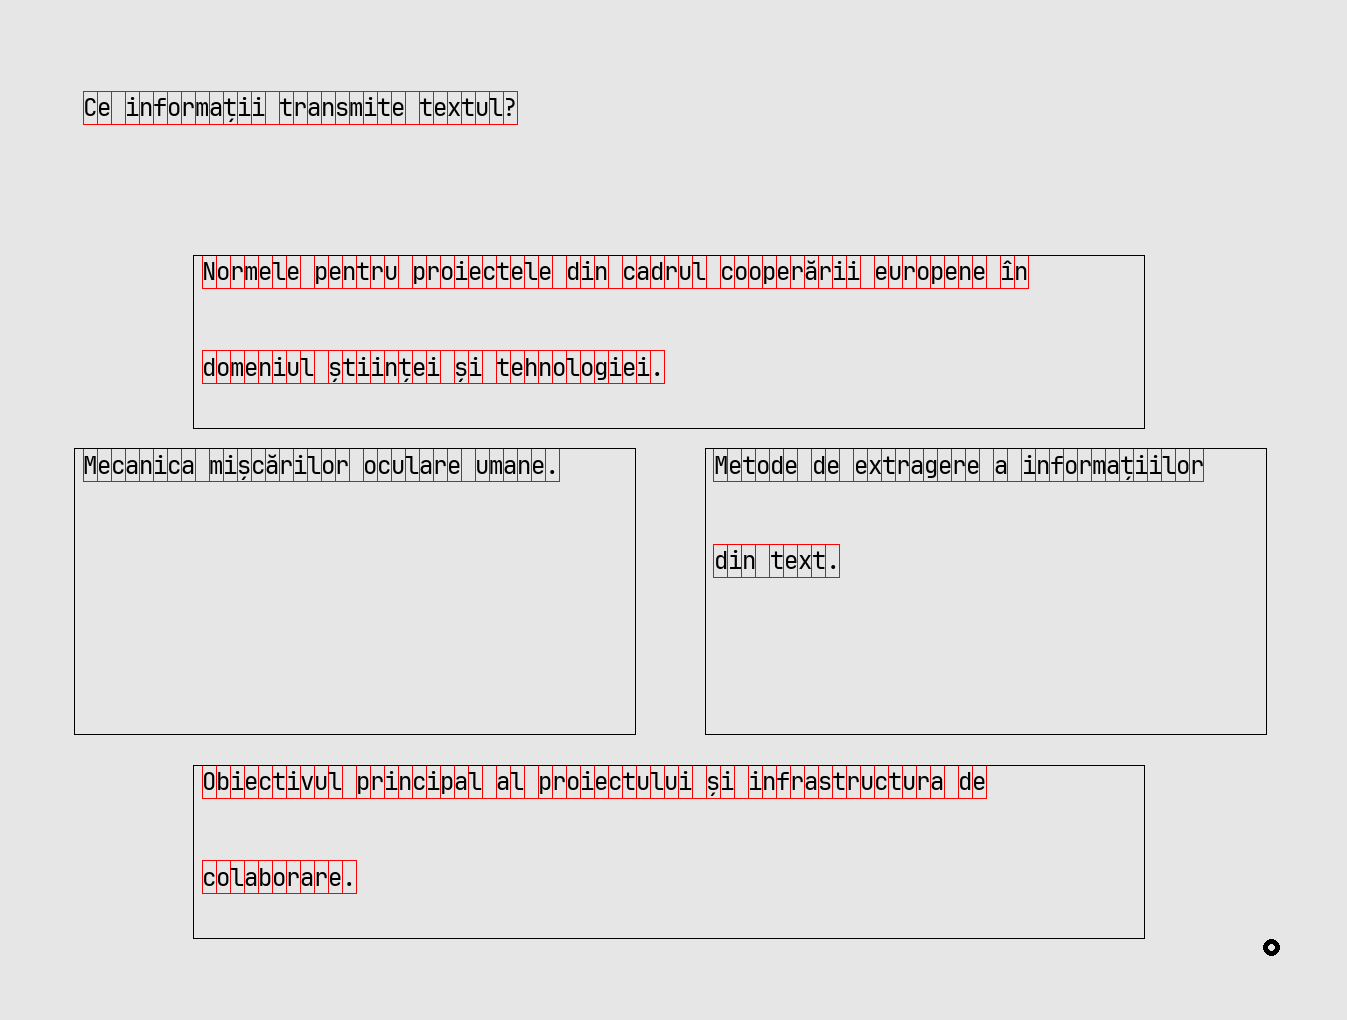 Ce informații transmite textul?
Normele pentru proiectele din cadrul cooperării europene în
domeniul științei și tehnologiei.
Mecanica mișcărilor oculare umane.
Metode de extragere a informațiilor
din text.
Obiectivul principal al proiectului și infrastructura de
colaborare.